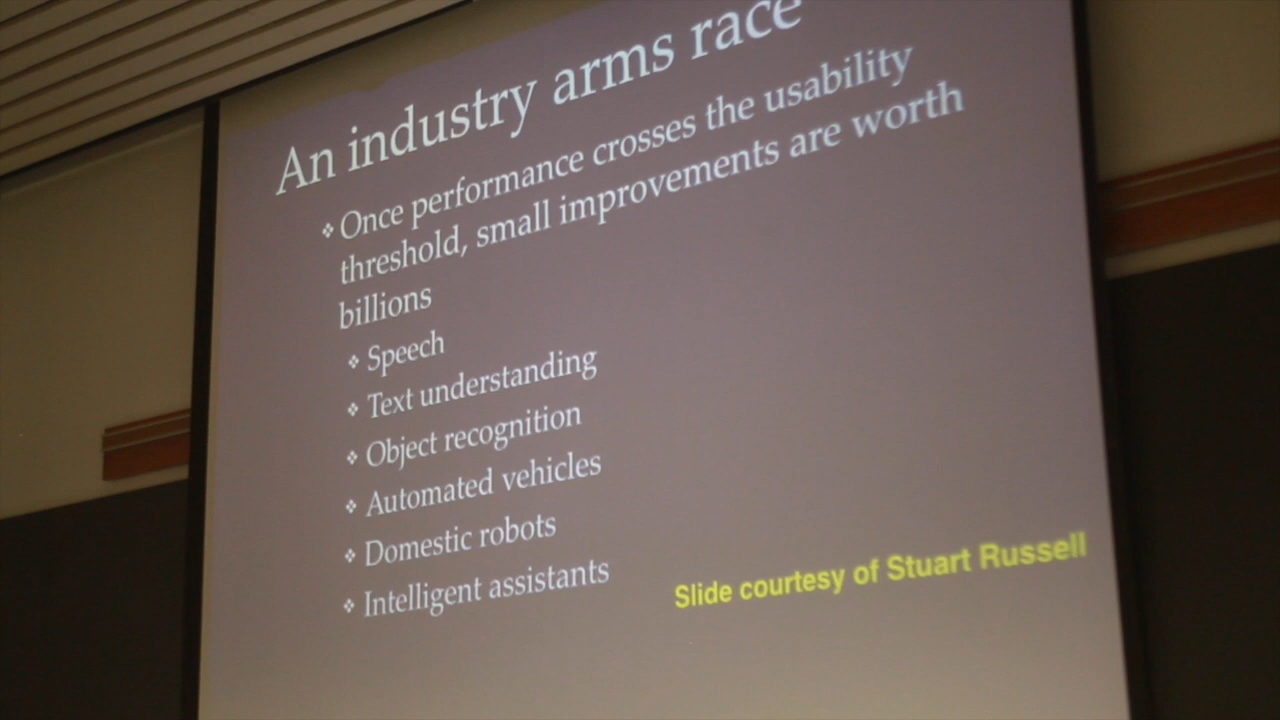 An industry arms race
❖ Once performance crosses the usability
threshold, small improvements are worth
billions
❖ Speech
❖ Text understanding
❖ Object recognition
❖ Automated vehicles
❖ Domestic robots
❖ Intelligent assistants
Slide courtesy of Stuart Russell